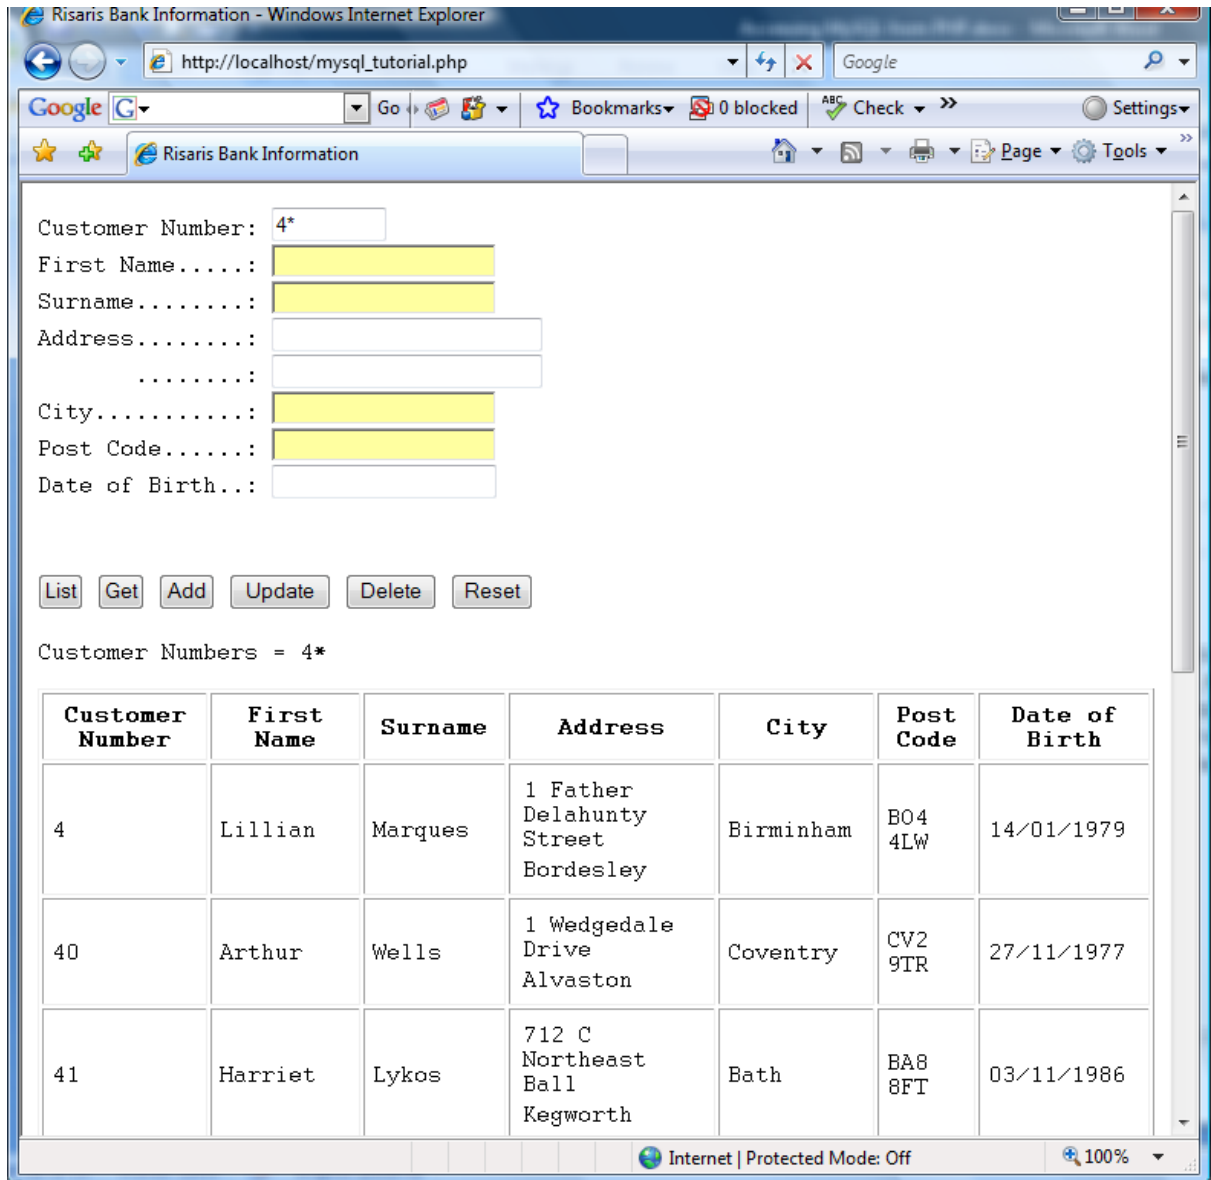 Risaris Bank Information - Windows Internet Explorer
http://localhost/mysql_tutorial.php
Google
Google G Go Bookmarks 0 blocked ABC Check » Settings
Risaris Bank Information Page Tools »
Customer Number: 4*
First Name.....:
Surname........:
Address........:
........:
City...........:
Post Code......:
Date of Birth..:
List Get Add Update Delete Reset
Customer Numbers = 4*
Customer Number First Name Surname Address City Post Code Date of Birth
4 Lillian Marques 1 Father Delahunty Street Bordesley Birminham BO4 4LW 14/01/1979
40 Arthur Wells 1 Wedgedale Drive Alvaston Coventry CV2 9TR 27/11/1977
41 Harriet Lykos 712 C Northeast Ball Kegworth Bath BA8 8FT 03/11/1986
Internet | Protected Mode: Off 100%